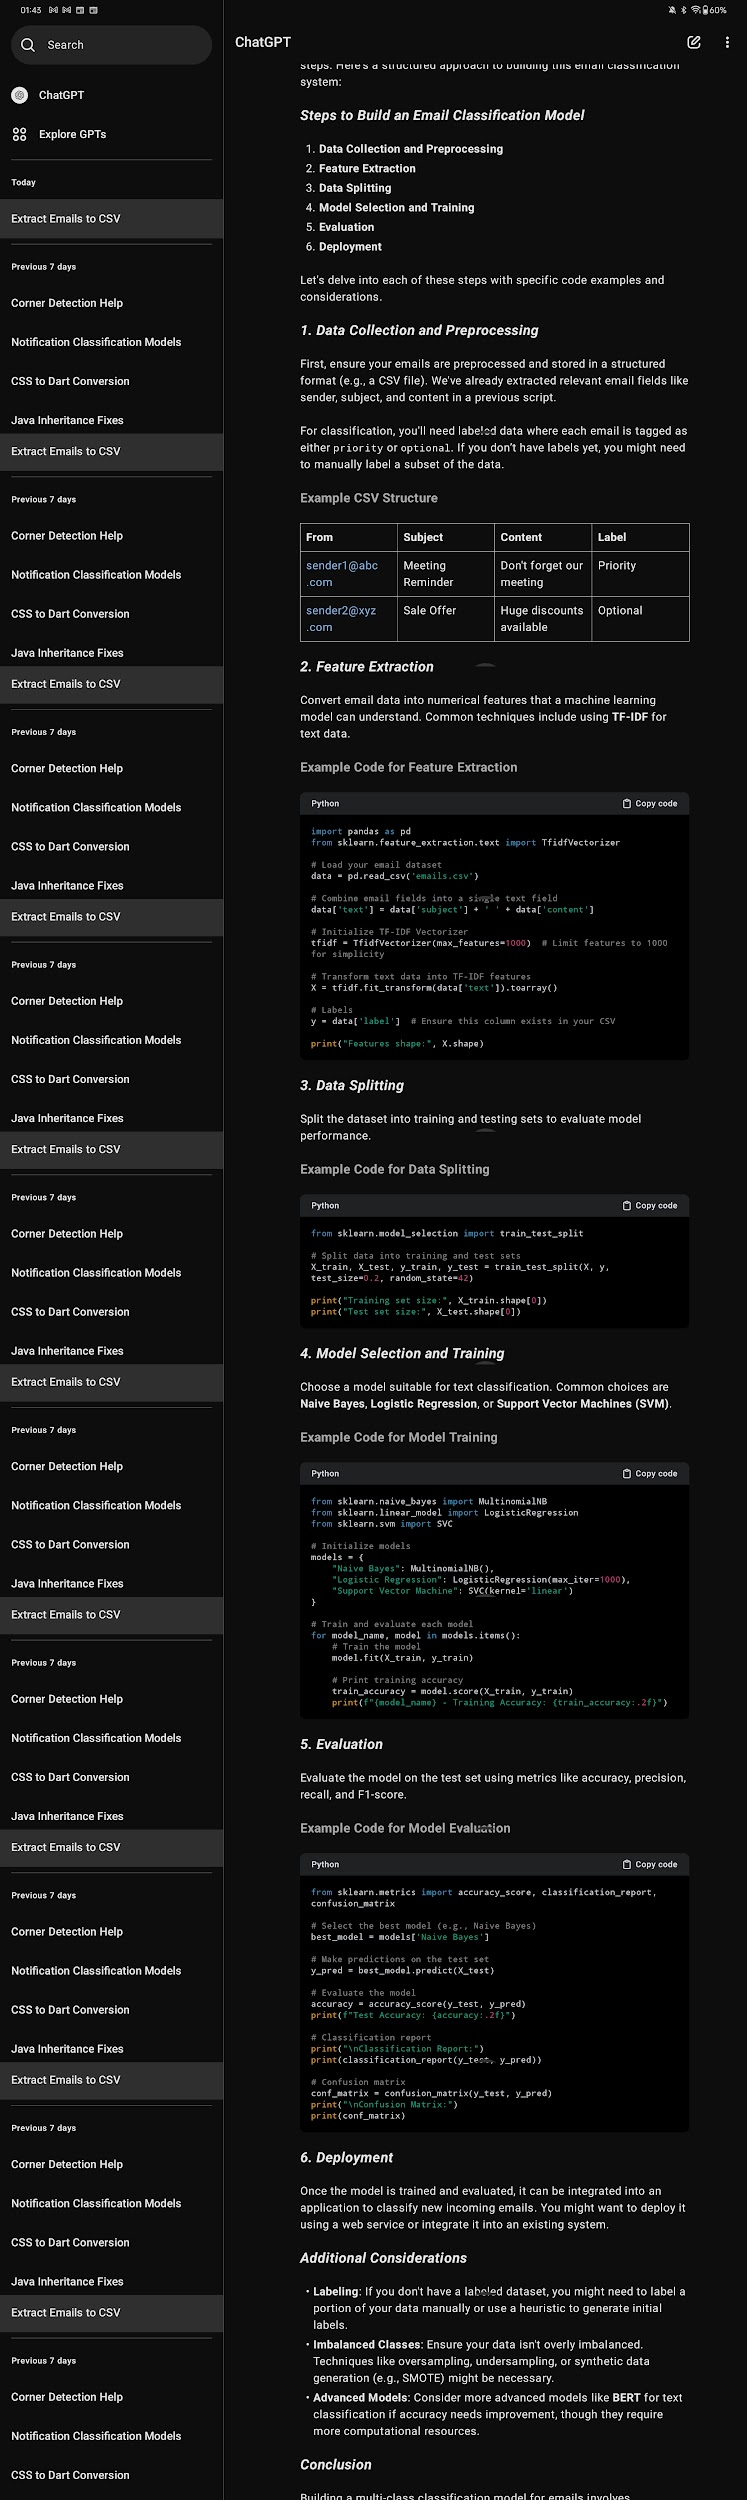 01:43
60%
Search
ChatGPT
Explore GPTs
Today
Extract Emails to CSV
Previous 7 days
Corner Detection Help
Notification Classification Models
CSS to Dart Conversion
Java Inheritance Fixes
Extract Emails to CSV
Previous 7 days
Corner Detection Help
Notification Classification Models
CSS to Dart Conversion
Java Inheritance Fixes
Extract Emails to CSV
Previous 7 days
Corner Detection Help
Notification Classification Models
CSS to Dart Conversion
Java Inheritance Fixes
Extract Emails to CSV
Previous 7 days
Corner Detection Help
Notification Classification Models
CSS to Dart Conversion
Java Inheritance Fixes
Extract Emails to CSV
Previous 7 days
Corner Detection Help
Notification Classification Models
CSS to Dart Conversion
Java Inheritance Fixes
Extract Emails to CSV
Previous 7 days
Corner Detection Help
Notification Classification Models
CSS to Dart Conversion
Java Inheritance Fixes
Extract Emails to CSV
Previous 7 days
Corner Detection Help
Notification Classification Models
CSS to Dart Conversion
Java Inheritance Fixes
Extract Emails to CSV
Previous 7 days
Corner Detection Help
Notification Classification Models
CSS to Dart Conversion
Java Inheritance Fixes
Extract Emails to CSV
Previous 7 days
Corner Detection Help
Notification Classification Models
CSS to Dart Conversion
Java Inheritance Fixes
Extract Emails to CSV
Previous 7 days
Corner Detection Help
Notification Classification Models
CSS to Dart Conversion
ChatGPT
steps. Here's a structured approach to building this email classification
system:
Steps to Build an Email Classification Model
1. Data Collection and Preprocessing
2. Feature Extraction
3. Data Splitting
4. Model Selection and Training
5. Evaluation
6. Deployment
Let's delve into each of these steps with specific code examples and
considerations.
1. Data Collection and Preprocessing
First, ensure your emails are preprocessed and stored in a structured
format (e.g., a CSV file). We've already extracted relevant email fields like
sender, subject, and content in a previous script.
For classification, you'll need labeled data where each email is tagged as
either priority or optional. If you don't have labels yet, you might need
to manually label a subset of the data.
Example CSV Structure
From Subject Content Label
sender1@abc Meeting Don't forget our Priority
.com Reminder meeting
sender2@xyz Sale Offer Huge discounts Optional
.com available
2. Feature Extraction
Convert email data into numerical features that a machine learning
model can understand. Common techniques include using TF-IDF for
text data.
Example Code for Feature Extraction
Python Copy code
import pandas as pd
from sklearn.feature_extraction.text import TfidfVectorizer
# Load your email dataset
data = pd.read_csv('emails.csv')
# Combine email fields into a single text field
data['text'] = data['subject'] + ' ' + data['content']
# Initialize TF-IDF Vectorizer
tfidf = TfidfVectorizer(max_features=1000)  # Limit features to 1000
for simplicity
# Transform text data into TF-IDF features
X = tfidf.fit_transform(data['text']).toarray()
# Labels
y = data['label']  # Ensure this column exists in your CSV
print("Features shape:", X.shape)
3. Data Splitting
Split the dataset into training and testing sets to evaluate model
performance.
Example Code for Data Splitting
Python Copy code
from sklearn.model_selection import train_test_split
# Split data into training and test sets
X_train, X_test, y_train, y_test = train_test_split(X, y,
test_size=0.2, random_state=42)
print("Training set size:", X_train.shape[0])
print("Test set size:", X_test.shape[0])
4. Model Selection and Training
Choose a model suitable for text classification. Common choices are
Naive Bayes, Logistic Regression, or Support Vector Machines (SVM).
Example Code for Model Training
Python Copy code
from sklearn.naive_bayes import MultinomialNB
from sklearn.linear_model import LogisticRegression
from sklearn.svm import SVC
# Initialize models
models = {
"Naive Bayes": MultinomialNB(),
"Logistic Regression": LogisticRegression(max_iter=1000),
"Support Vector Machine": SVC(kernel='linear')
}
# Train and evaluate each model
for model_name, model in models.items():
# Train the model
model.fit(X_train, y_train)
# Print training accuracy
train_accuracy = model.score(X_train, y_train)
print(f"{model_name} - Training Accuracy: {train_accuracy:.2f}")
5. Evaluation
Evaluate the model on the test set using metrics like accuracy, precision,
recall, and F1-score.
Example Code for Model Evaluation
Python Copy code
from sklearn.metrics import accuracy_score, classification_report,
confusion_matrix
# Select the best model (e.g., Naive Bayes)
best_model = models['Naive Bayes']
# Make predictions on the test set
y_pred = best_model.predict(X_test)
# Evaluate the model
accuracy = accuracy_score(y_test, y_pred)
print(f"Test Accuracy: {accuracy:.2f}")
# Classification report
print("\nClassification Report:")
print(classification_report(y_test, y_pred))
# Confusion matrix
conf_matrix = confusion_matrix(y_test, y_pred)
print("\nConfusion Matrix:")
print(conf_matrix)
6. Deployment
Once the model is trained and evaluated, it can be integrated into an
application to classify new incoming emails. You might want to deploy it
using a web service or integrate it into an existing system.
Additional Considerations
• Labeling: If you don't have a labeled dataset, you might need to label a
portion of your data manually or use a heuristic to generate initial
labels.
• Imbalanced Classes: Ensure your data isn't overly imbalanced.
Techniques like oversampling, undersampling, or synthetic data
generation (e.g., SMOTE) might be necessary.
• Advanced Models: Consider more advanced models like BERT for text
classification if accuracy needs improvement, though they require
more computational resources.
Conclusion
Building a multi-class classification model for emails involves